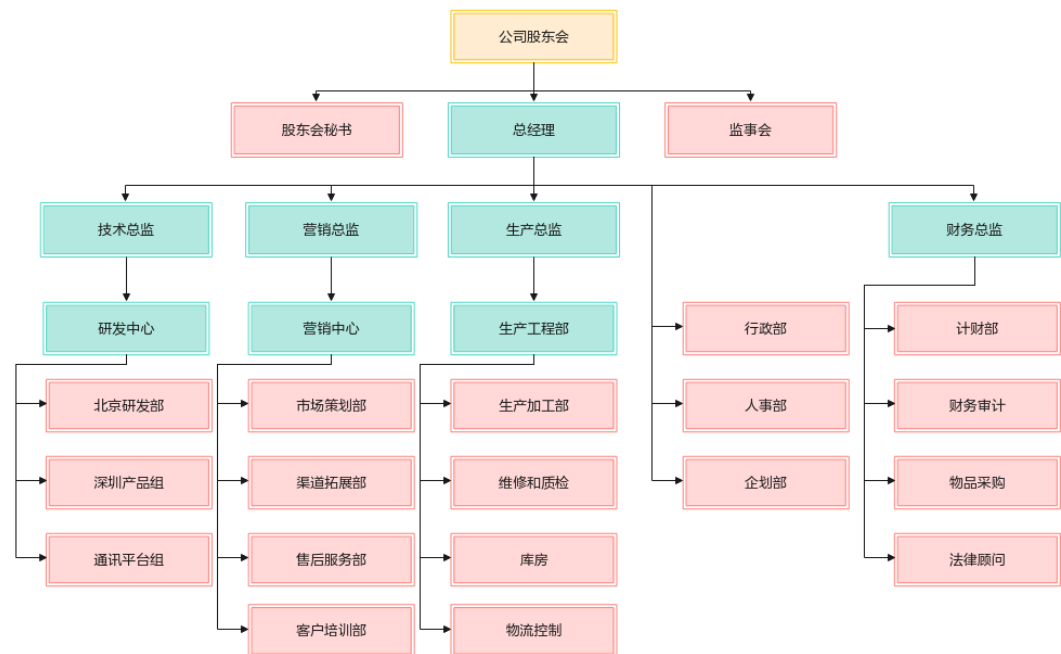 公司股东会
股东会秘书
总经理
监事会
技术总监
营销总监
生产总监
财务总监
研发中心
营销中心
生产工程部
行政部
计财部
北京研发部
市场策划部
生产加工部
人事部
财务审计
深圳产品组
渠道拓展部
维修和质检
企划部
物品采购
通讯平台组
售后服务部
库房
法律顾问
客户培训部
物流控制